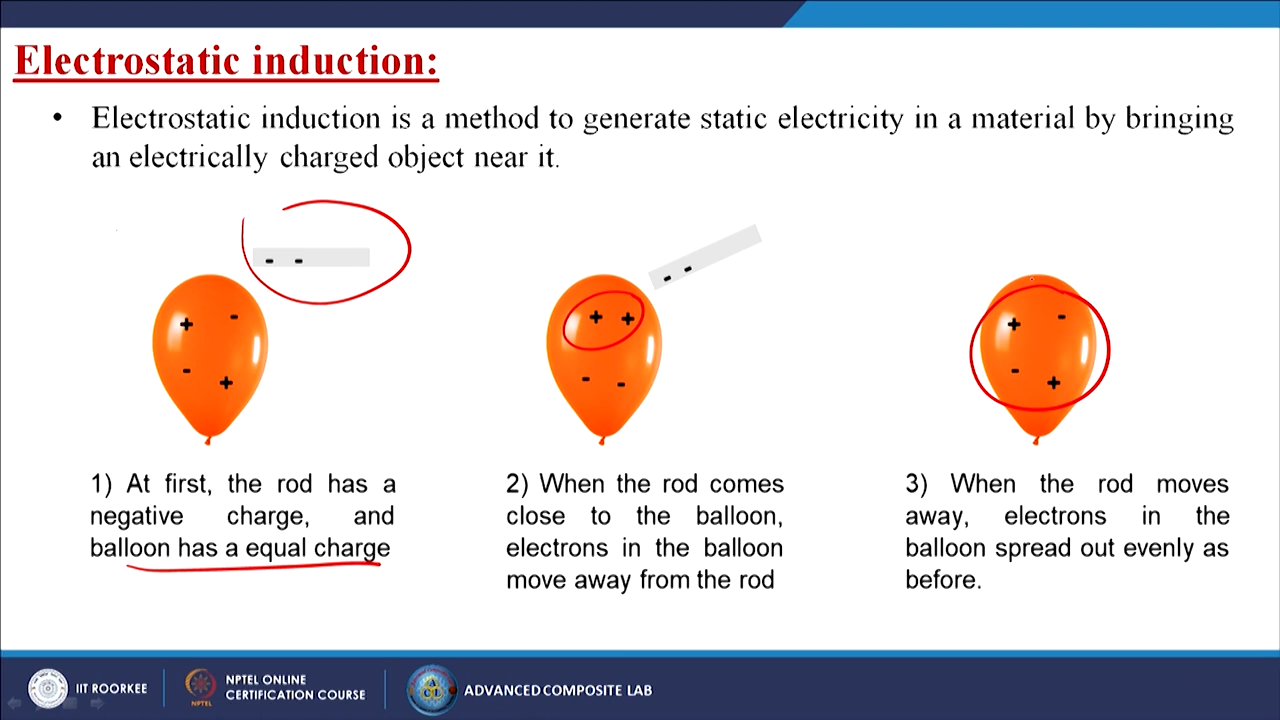 Electrostatic induction:
• Electrostatic induction is a method to generate static electricity in a material by bringing
an electrically charged object near it.
- -
- -
+ -
- +
+ +
- -
+ -
- +
1) At first, the rod has a
negative charge, and
balloon has a equal charge
2) When the rod comes
close to the balloon,
electrons in the balloon
move away from the rod
3) When the rod moves
away, electrons in the
balloon spread out evenly as
before.
IIT ROORKEE
NPTEL
NPTEL ONLINE
CERTIFICATION COURSE
ACL
ADVANCED COMPOSITE LAB